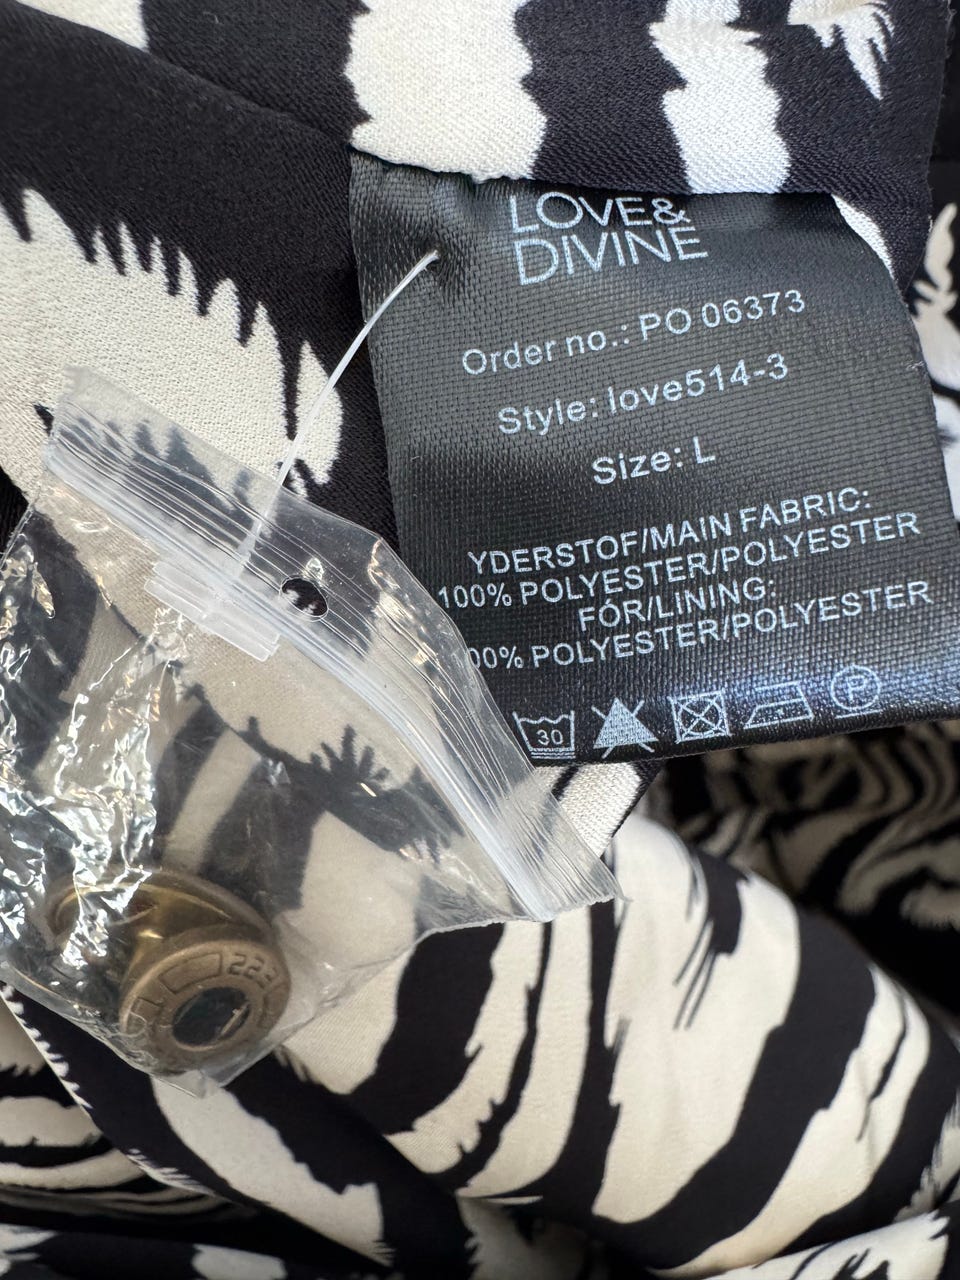 LOVE&
DIVINE
Order no.: PO 06373
Style: love514-3
Size: L
YDERSTOF/MAIN FABRIC:
100% POLYESTER/POLYESTER
FÓR/LINING:
00% POLYESTER/POLYESTER
30
P